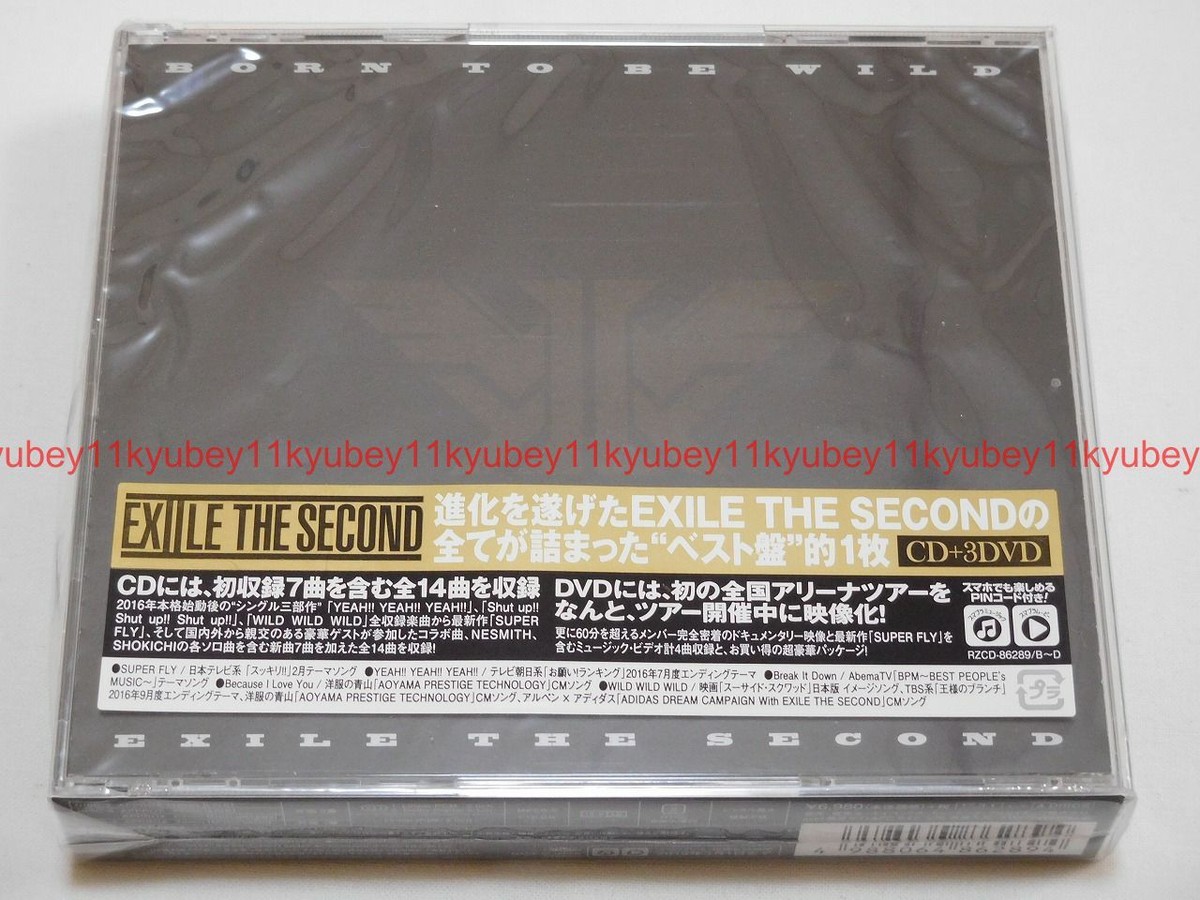 BORN TO BE WILD
kyubey11kyubey11kyubey11kyubey11kyubey11kyubey11kyubey11kyubey
EXILE THE SECOND
進化を遂げたEXILE THE SECONDの
全てが詰まった“ベスト盤”的1枚 CD+3DVD
CDには、初収録7曲を含む全14曲を収録
2016年本格始動後の“シングル三部作”「YEAH!! YEAH!! YEAH!!」、「Shut up!!
Shut up!! Shut up!!」、「WILD WILD WILD」全収録楽曲から最新作「SUPER
FLY」、そして国内外から親交のある豪華ゲストが参加したコラボ曲、NESMITH、
SHOKICHIの各ソロ曲を含む新曲7曲を加えた全14曲を収録!
DVDには、初の全国アリーナツアーを
なんと、ツアー開催中に映像化!
更に60分を超えるメンバー完全密着のドキュメンタリー映像と最新作「SUPER FLY」を
含むミュージック・ビデオ計4曲収録と、お買い得の超豪華パッケージ!
スマホでも楽しめる
PINコード付き!
スマプラミュージック スマプラムービー
RZCD-86289/B~D
●SUPER FLY / 日本テレビ系「スッキリ!!」2月テーマソング ●YEAH!! YEAH!! YEAH!! / テレビ朝日系「お願い!ランキング」2016年7月度エンディングテーマ ●Break It Down / AbemaTV「BPM~BEST PEOPLE's
MUSIC~」テーマソング ●Because I Love You / 洋服の青山「AOYAMA PRESTIGE TECHNOLOGY」CMソング ●WILD WILD WILD / 映画「スーサイド・スクワッド」日本版 イメージソング、TBS系「王様のブランチ」
2016年9月度エンディングテーマ、洋服の青山「AOYAMA PRESTIGE TECHNOLOGY」CMソング、アルペン×アディダス「ADIDAS DREAM CAMPAIGN With EXILE THE SECOND」CMソング
プラ
EXILE THE SECOND
4 988064 862894